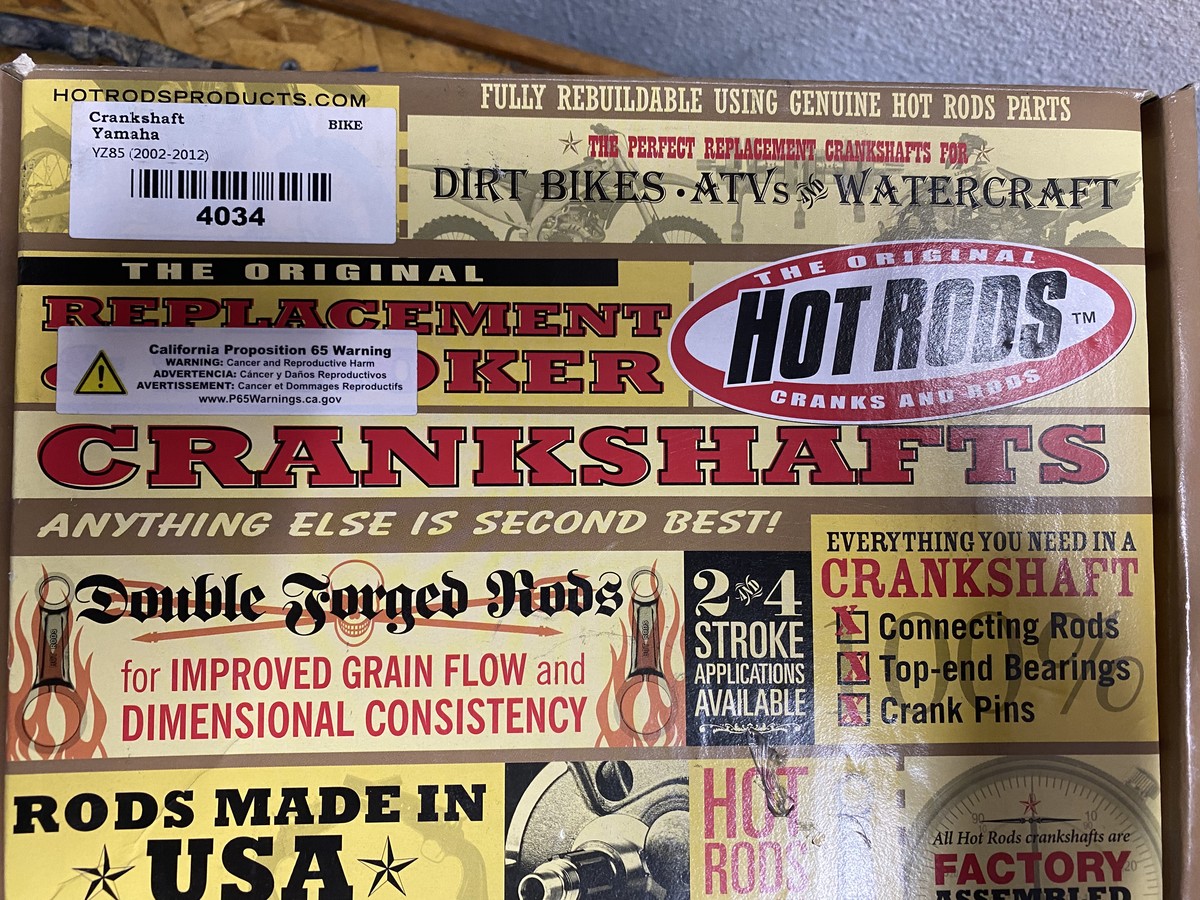 HOTRODSPRODUCTS.COM
Crankshaft
Yamaha
BIKE
YZ85 (2002-2012)
4034
FULLY REBUILDABLE USING GENUINE HOT RODS PARTS
THE PERFECT REPLACEMENT CRANKSHAFTS FOR
DIRT BIKES · ATVs AND WATERCRAFT
THE ORIGINAL
REPLACEMENT
OKER
California Proposition 65 Warning
WARNING: Cancer and Reproductive Harm
ADVERTENCIA: Cáncer y Daños Reproductivos
AVERTISSEMENT: Cancer et Dommages Reproductifs
www.P65Warnings.ca.gov
THE ORIGINAL
HOT RODS TM
CRANKS AND RODS
CRANKSHAFTS
ANYTHING ELSE IS SECOND BEST!
Double Forged Rods
for IMPROVED GRAIN FLOW and
DIMENSIONAL CONSISTENCY
2 AND 4
STROKE
APPLICATIONS
AVAILABLE
EVERYTHING YOU NEED IN A
CRANKSHAFT
100%
X Connecting Rods
X Top-end Bearings
X Crank Pins
RODS MADE IN
USA
HOT
RODS
90
10
20
All Hot Rods crankshafts are
FACTORY
ASSEMBLED